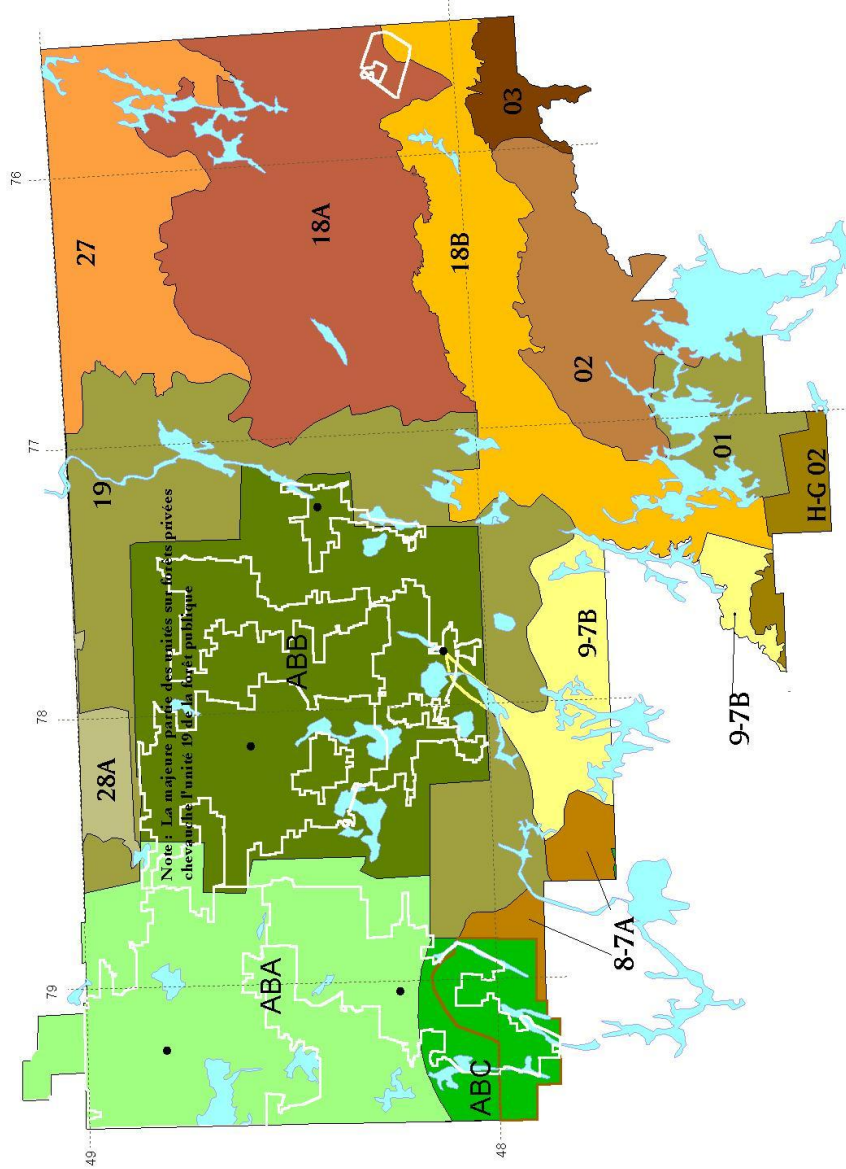 49
48
79
78
77
76
28A
19
27
Note : La majeure partie des unités sur forêts privées
chevauche l'unité 19 de la forêt publique
ABA
ABB
18A
ABC
18B
03
8-7A
9-7B
02
9-7B
01
H-G 02